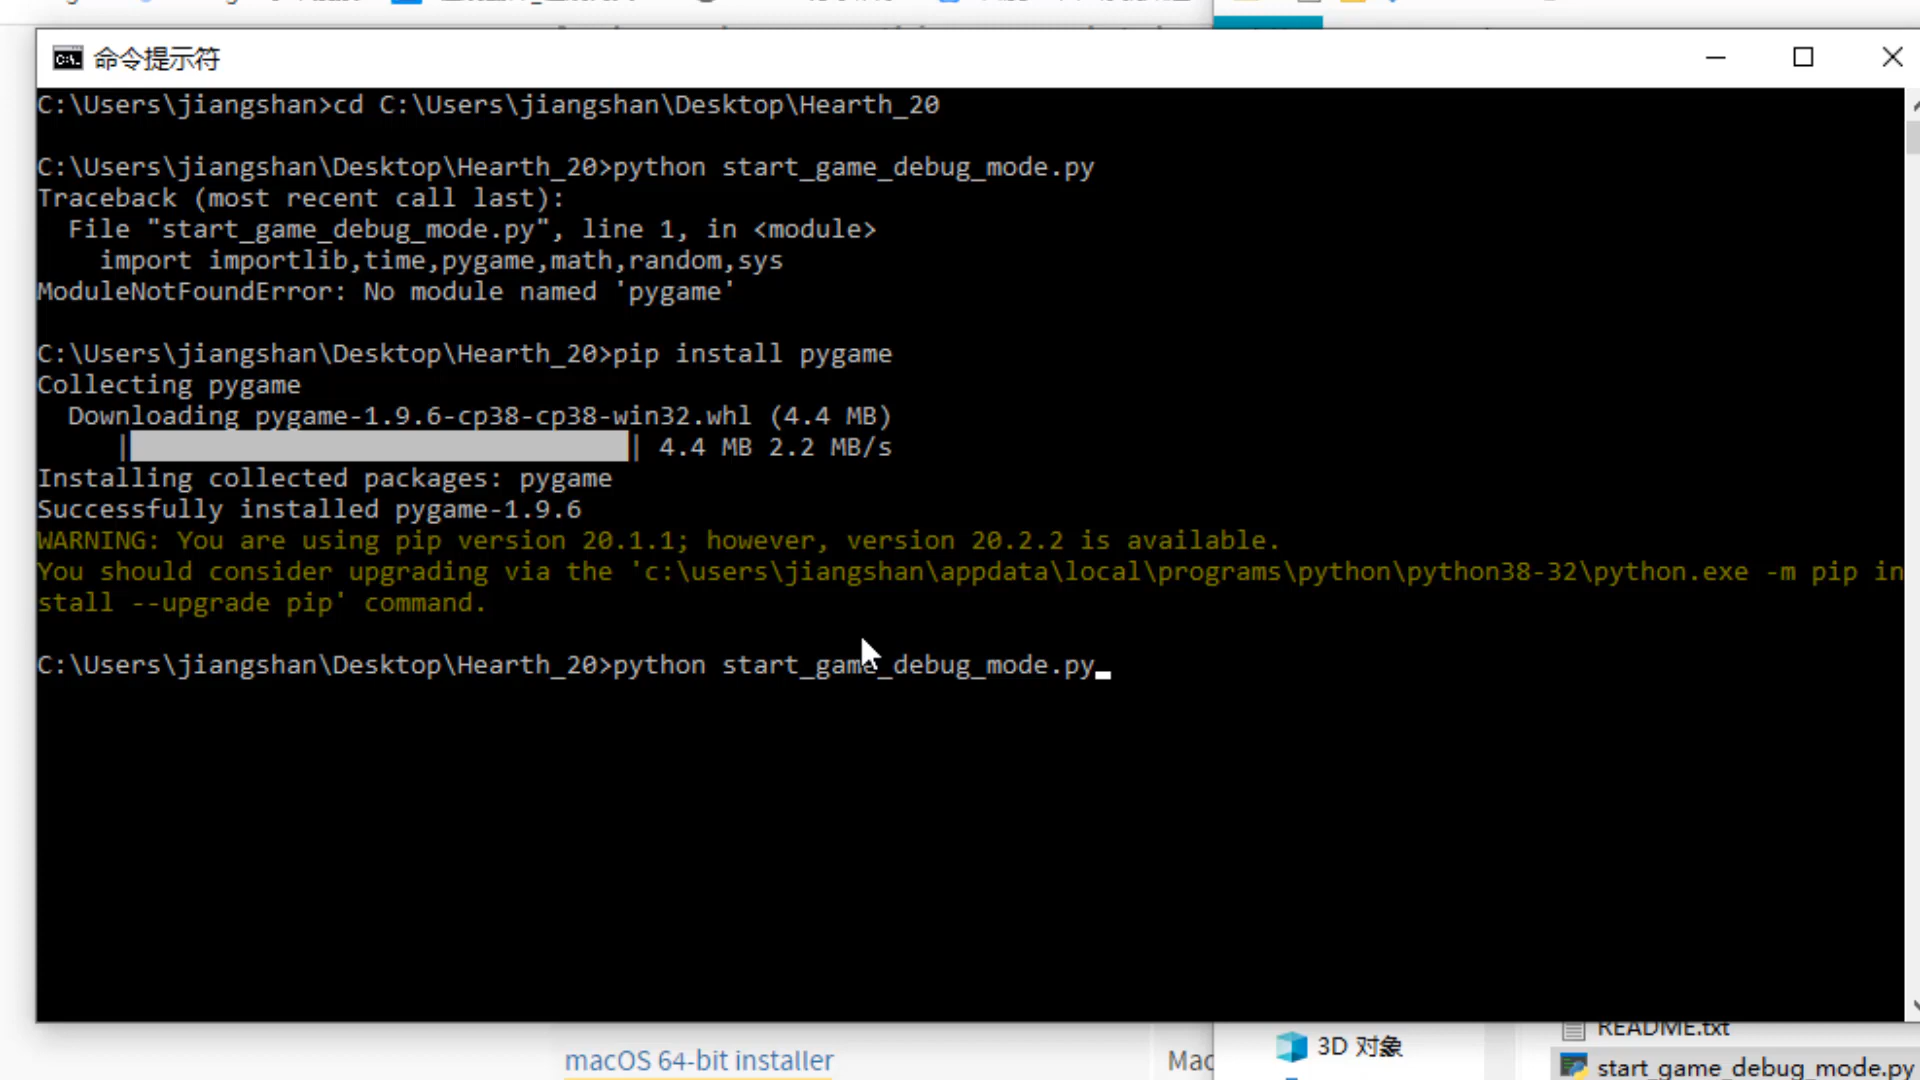 命令提示符
C:\Users\jiangshan>cd C:\Users\jiangshan\Desktop\Hearth_20
C:\Users\jiangshan\Desktop\Hearth_20>python start_game_debug_mode.py
Traceback (most recent call last):
  File "start_game_debug_mode.py", line 1, in <module>
    import importlib,time,pygame,math,random,sys
ModuleNotFoundError: No module named 'pygame'
C:\Users\jiangshan\Desktop\Hearth_20>pip install pygame
Collecting pygame
  Downloading pygame-1.9.6-cp38-cp38-win32.whl (4.4 MB)
| | 4.4 MB 2.2 MB/s
Installing collected packages: pygame
Successfully installed pygame-1.9.6
WARNING: You are using pip version 20.1.1; however, version 20.2.2 is available.
You should consider upgrading via the 'c:\users\jiangshan\appdata\local\programs\python\python38-32\python.exe -m pip in
stall --upgrade pip' command.
C:\Users\jiangshan\Desktop\Hearth_20>python start_game_debug_mode.py
README.txt
macOS 64-bit installer
Mac
3D 对象
start_game_debug_mode.py